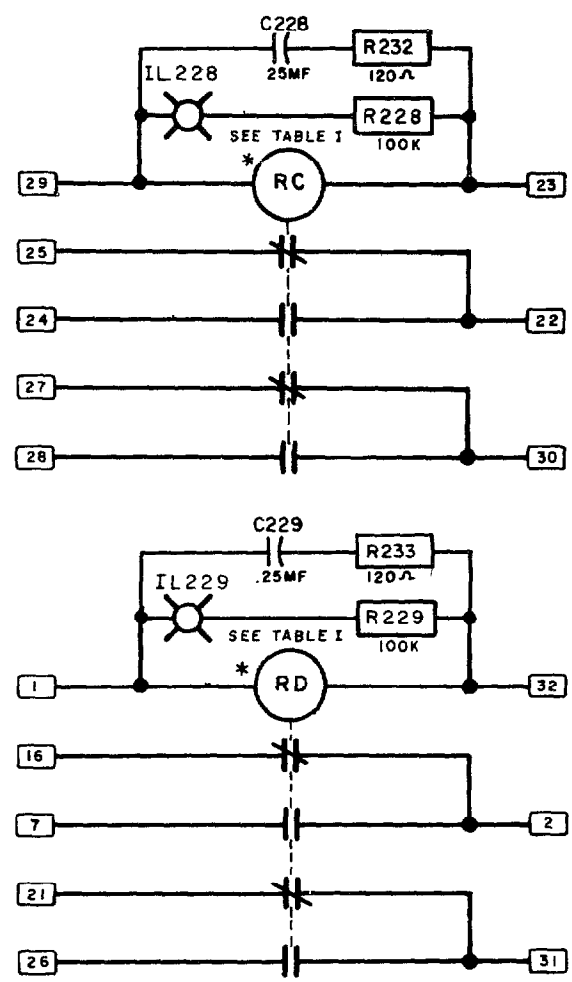 C228
R232
.25MF
120Ω
IL228
R228
SEE TABLE I
100K
*
29
RC
23
25
24
22
27
28
30
C229
R233
.25MF
120Ω
IL229
R229
SEE TABLE I
100K
*
1
RD
32
16
7
2
21
26
31